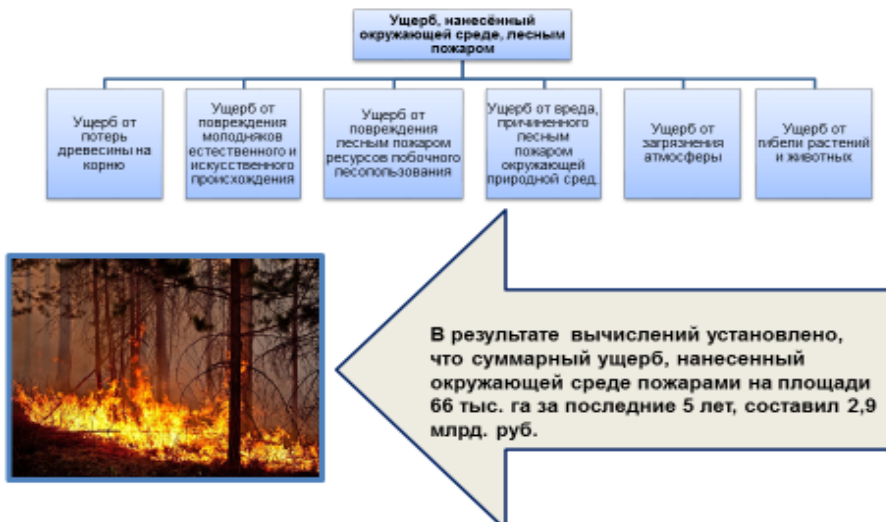 Ущерб, нанесённый
окружающей среде, лесным
пожаром
Ущерб от
потерь
древесины на
корню
Ущерб от
повреждения
молодняков
естественного и
искусственного
происхождения
Ущерб от
повреждения
лесным пожаром
ресурсов побочного
лесопользования
Ущерб от вреда,
причиненного
лесным
пожаром
окружающей
природной сред.
Ущерб от
загрязнения
атмосферы
Ущерб от
гибели растений
и животных
В результате вычислений установлено,
что суммарный ущерб, нанесенный
окружающей среде пожарами на площади
66 тыс. га за последние 5 лет, составил 2,9
млрд. руб.